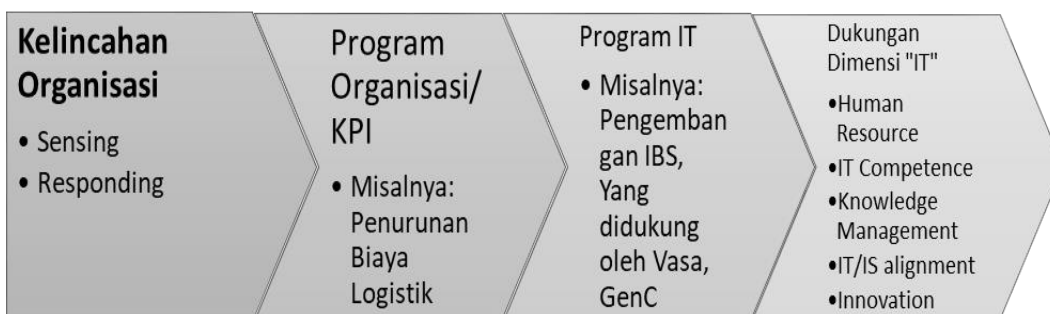 Kelincahan
Organisasi
• Sensing
• Responding
Program
Organisasi/
KPI
• Misalnya:
Penurunan
Biaya
Logistik
Program IT
• Misalnya:
Pengemban
gan IBS,
Yang
didukung
oleh Vasa,
GenC
Dukungan
Dimensi "IT"
•Human
Resource
•IT Competence
•Knowledge
Management
•IT/IS alignment
•Innovation